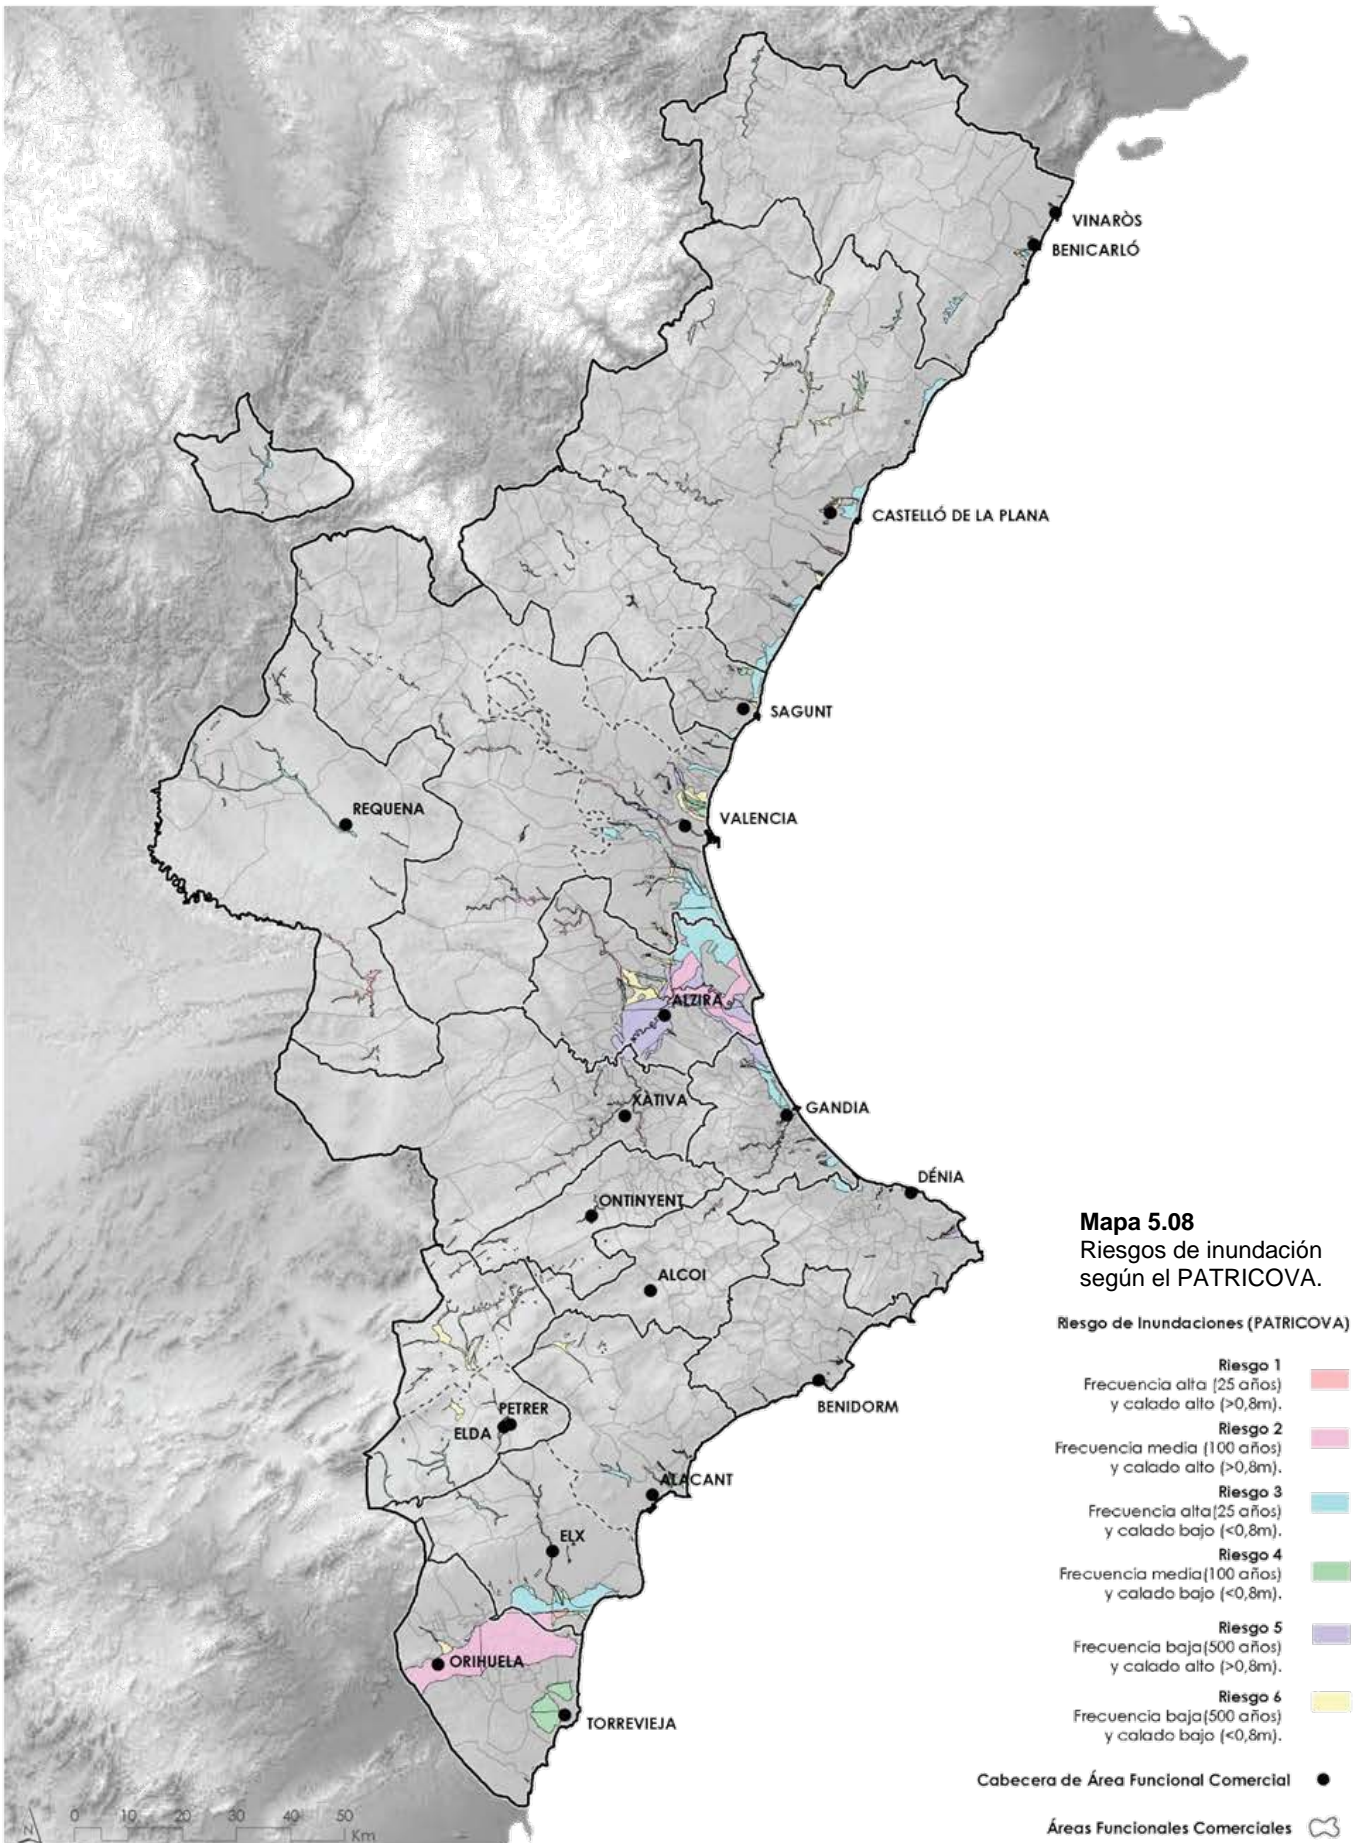 VINARÒS
BENICARLÓ
CASTELLÓ DE LA PLANA
SAGUNT
REQUENA
VALENCIA
ALZIRA
XÀTIVA
GANDIA
DÉNIA
ONTINYENT
ALCOI
BENIDORM
PETRER
ELDA
ALACANT
ELX
ORIHUELA
TORREVIEJA
Mapa 5.08
Riesgos de inundación
según el PATRICOVA.
Riesgo de Inundaciones (PATRICOVA)
Riesgo 1
Frecuencia alta (25 años)
y calado alto (>0,8m).
Riesgo 2
Frecuencia media (100 años)
y calado alto (>0,8m).
Riesgo 3
Frecuencia alta(25 años)
y calado bajo (<0,8m).
Riesgo 4
Frecuencia media(100 años)
y calado bajo (<0,8m).
Riesgo 5
Frecuencia baja(500 años)
y calado alto (>0,8m).
Riesgo 6
Frecuencia baja(500 años)
y calado bajo (<0,8m).
Cabecera de Área Funcional Comercial
Áreas Funcionales Comerciales
N
0 10 20 30 40 50
Km